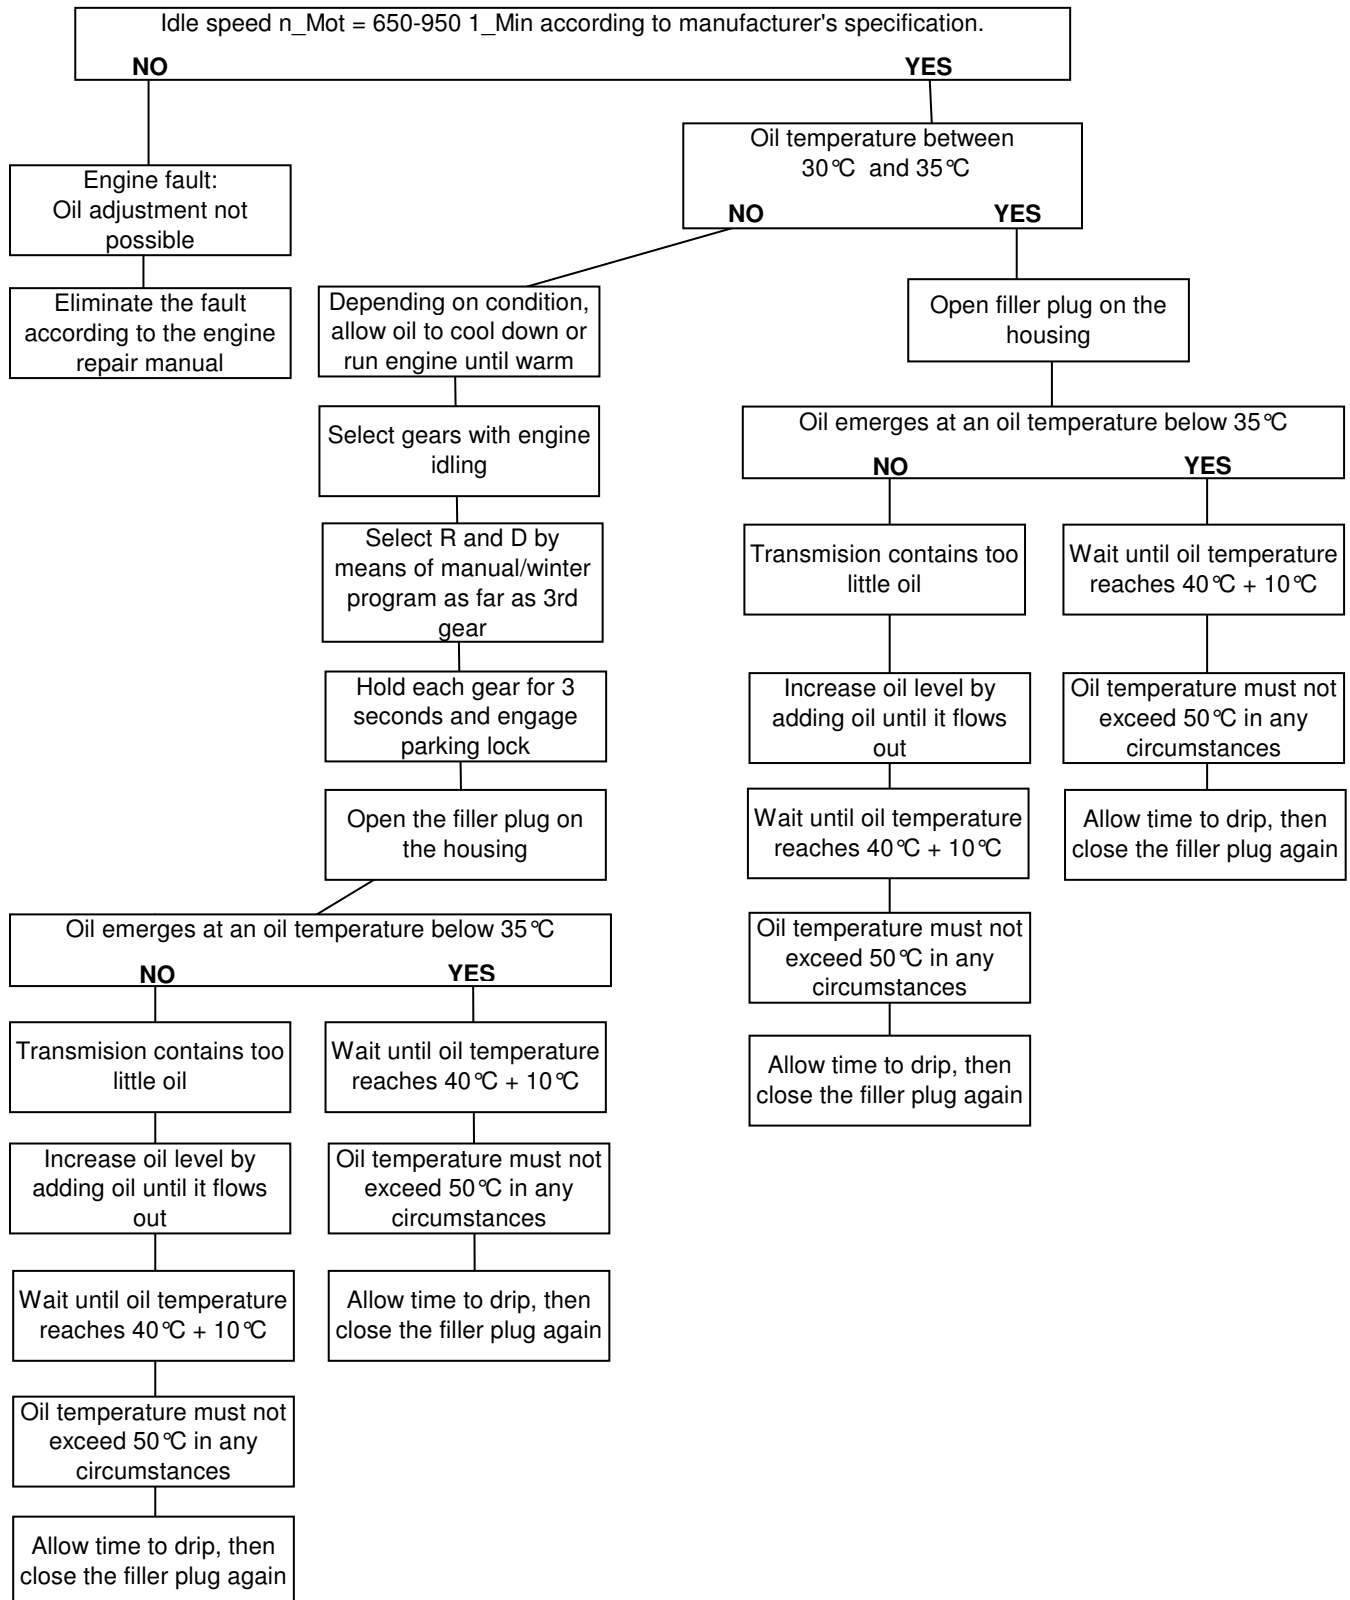 Idle speed n_Mot = 650-950 1_Min according to manufacturer's specification.
NO YES
Oil temperature between
30°C and 35°C
NO YES
Engine fault:
Oil adjustment not
possible
Eliminate the fault
according to the engine
repair manual
Depending on condition,
allow oil to cool down or
run engine until warm
Select gears with engine
idling
Select R and D by
means of manual/winter
program as far as 3rd
gear
Hold each gear for 3
seconds and engage
parking lock
Open the filler plug on
the housing
Oil emerges at an oil temperature below 35°C
NO YES
Transmision contains too
little oil
Increase oil level by
adding oil until it flows
out
Wait until oil temperature
reaches 40°C + 10°C
Oil temperature must not
exceed 50°C in any
circumstances
Allow time to drip, then
close the filler plug again
Wait until oil temperature
reaches 40°C + 10°C
Oil temperature must not
exceed 50°C in any
circumstances
Allow time to drip, then
close the filler plug again
Open filler plug on the
housing
Oil emerges at an oil temperature below 35°C
NO YES
Transmision contains too
little oil
Increase oil level by
adding oil until it flows
out
Wait until oil temperature
reaches 40°C + 10°C
Oil temperature must not
exceed 50°C in any
circumstances
Allow time to drip, then
close the filler plug again
Wait until oil temperature
reaches 40°C + 10°C
Oil temperature must not
exceed 50°C in any
circumstances
Allow time to drip, then
close the filler plug again